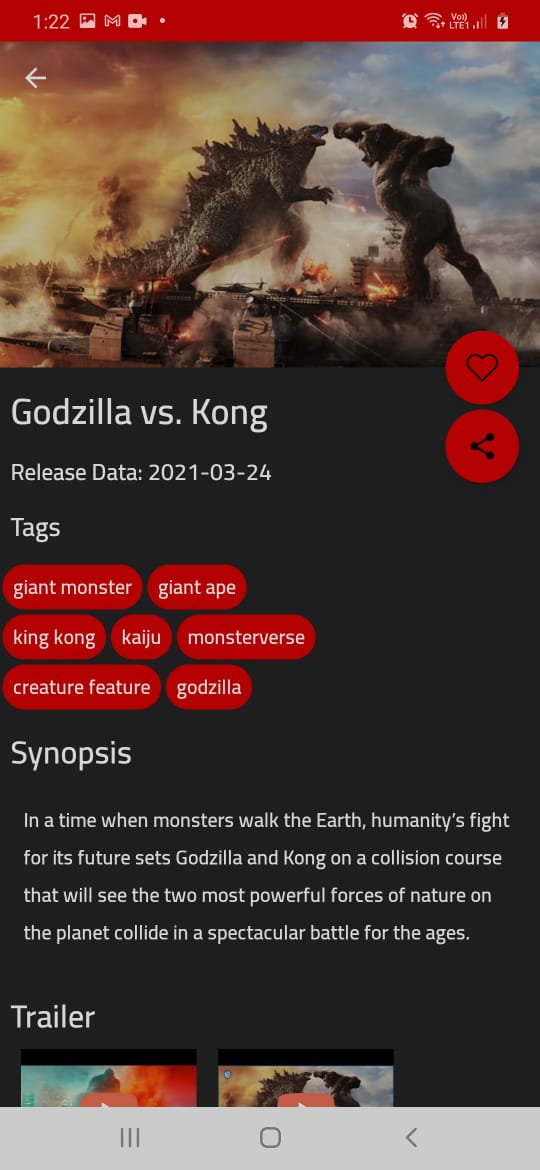 1:22
Vo)) LTE1
Godzilla vs. Kong
Release Data: 2021-03-24
Tags
giant monster giant ape
king kong kaiju monsterverse
creature feature godzilla
Synopsis
In a time when monsters walk the Earth, humanity’s fight
for its future sets Godzilla and Kong on a collision course
that will see the two most powerful forces of nature on
the planet collide in a spectacular battle for the ages.
Trailer